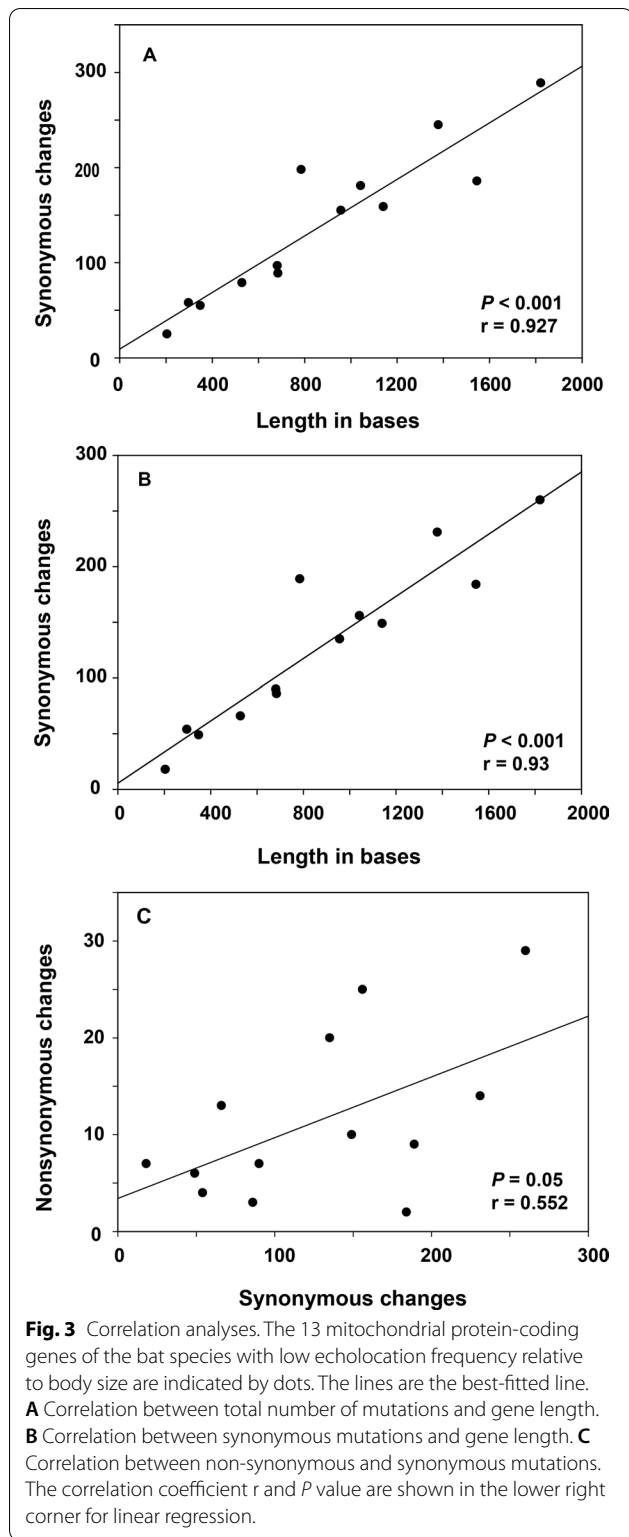 A
300
200
100
0
Synonymous changes
P < 0.001
r = 0.927
0 400 800 1200 1600 2000
Length in bases
B
300
200
100
0
Synonymous changes
P < 0.001
r = 0.93
0 400 800 1200 1600 2000
Length in bases
C
30
20
10
0
Nonsynonymous changes
P = 0.05
r = 0.552
0 100 200 300
Synonymous changes
Fig. 3 Correlation analyses. The 13 mitochondrial protein-coding
genes of the bat species with low echolocation frequency relative
to body size are indicated by dots. The lines are the best-fitted line.
A Correlation between total number of mutations and gene length.
B Correlation between synonymous mutations and gene length. C
Correlation between non-synonymous and synonymous mutations.
The correlation coefficient r and P value are shown in the lower right
corner for linear regression.